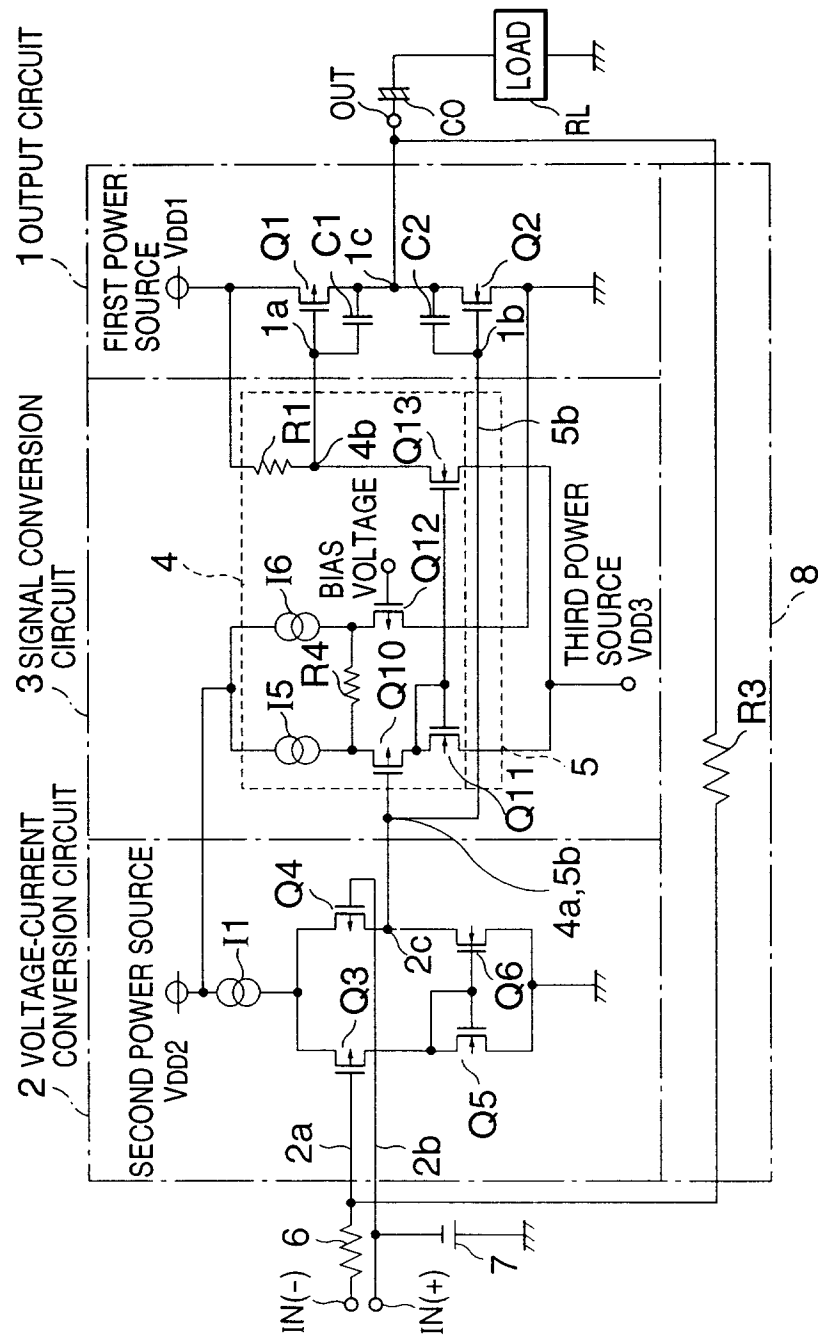 1 OUTPUT CIRCUIT
3 SIGNAL CONVERSION
CIRCUIT
2 VOLTAGE-CURRENT
CONVERSION CIRCUIT
FIRST POWER
SOURCE
VDD1
SECOND POWER SOURCE
VDD2
I1
Q3
Q4
2a
2b
2c
Q5
Q6
6
7
IN(-)
IN(+)
4
I5
I6
R4
Q10
BIAS
VOLTAGE
Q12
Q11
Q13
R1
4b
5
5b
4a,5b
THIRD POWER
SOURCE
VDD3
Q1
1a
C1
1c
C2
Q2
1b
OUT
CO
LOAD
RL
R3
8